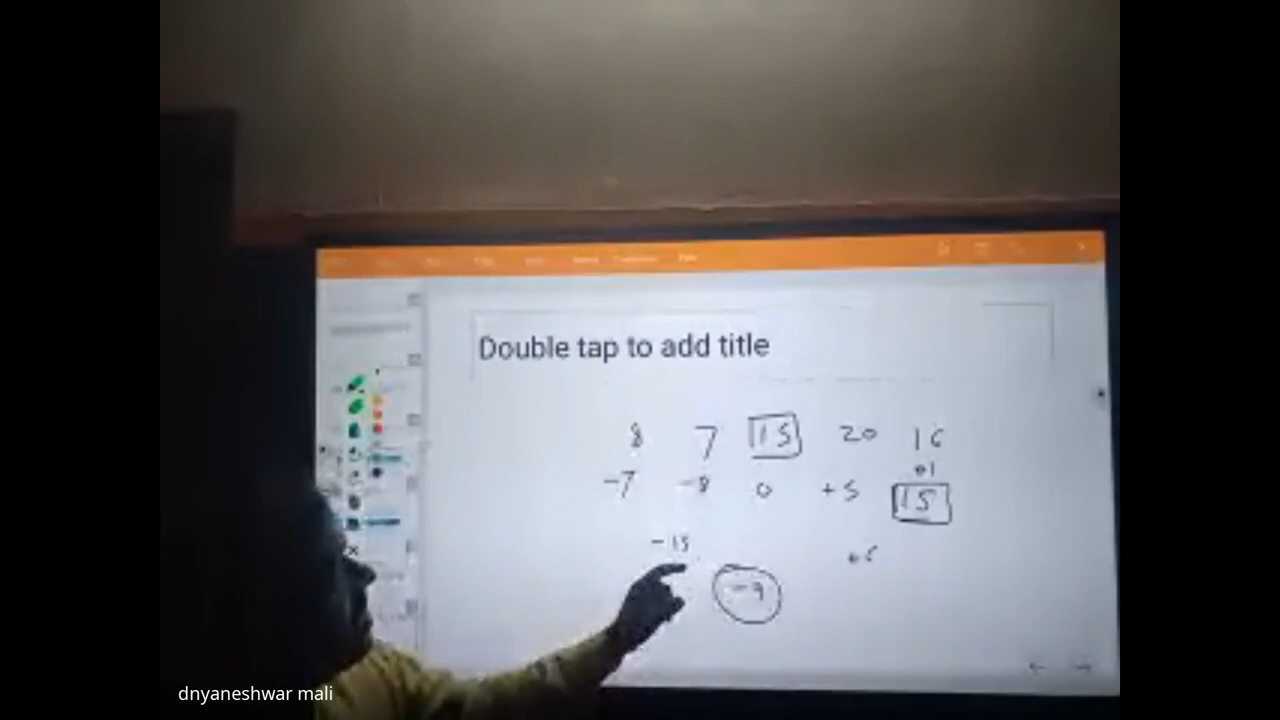 Double tap to add title
8 7 15 20 16
+1
-7 -8 0 +5 15
-15 +6
-9
dnyaneshwar mali